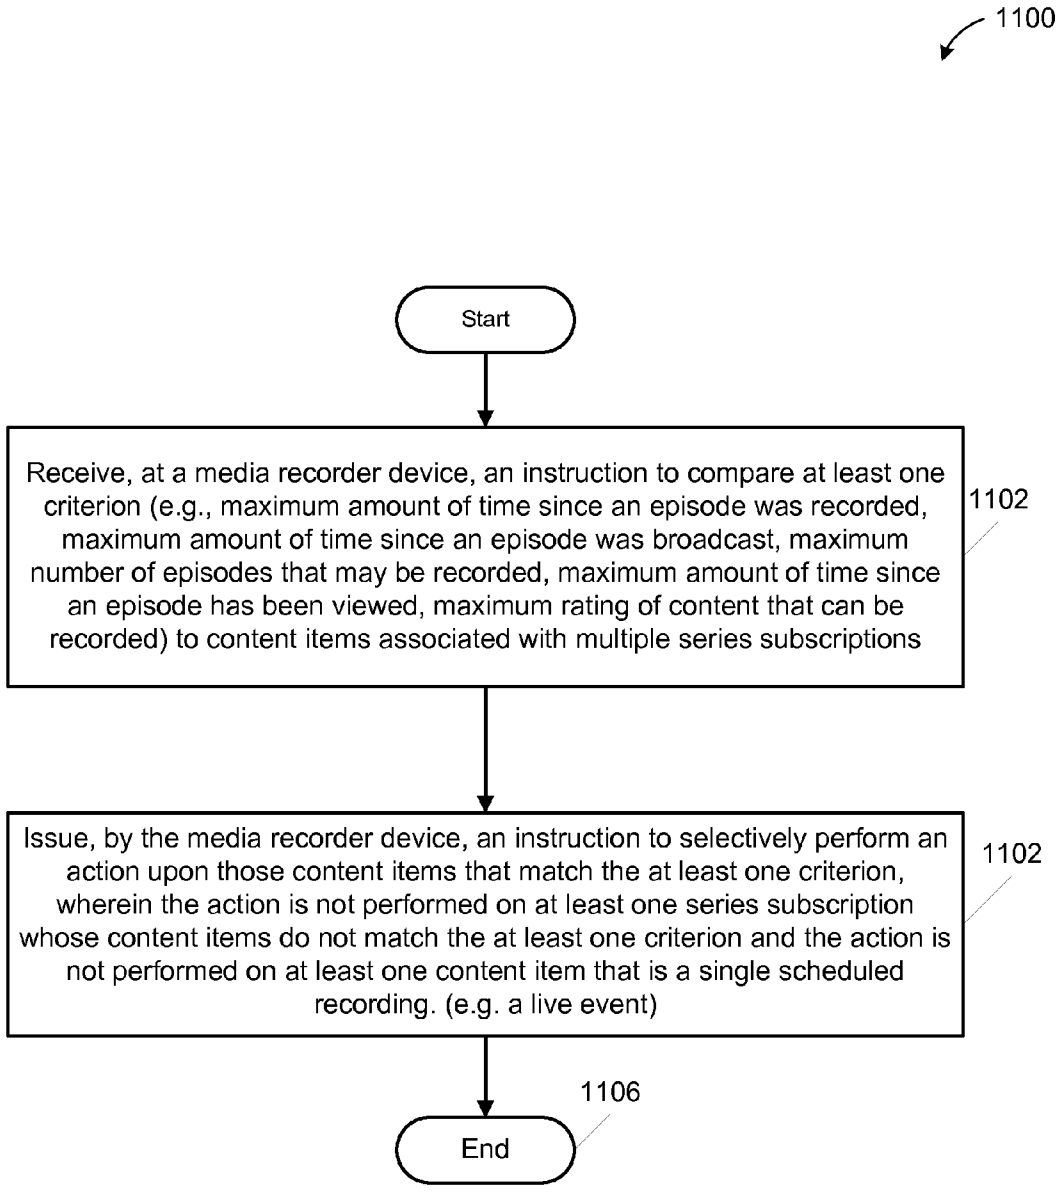 1100
Start
Receive, at a media recorder device, an instruction to compare at least one
criterion (e.g., maximum amount of time since an episode was recorded,
maximum amount of time since an episode was broadcast, maximum
number of episodes that may be recorded, maximum amount of time since
an episode has been viewed, maximum rating of content that can be
recorded) to content items associated with multiple series subscriptions
1102
Issue, by the media recorder device, an instruction to selectively perform an
action upon those content items that match the at least one criterion,
wherein the action is not performed on at least one series subscription
whose content items do not match the at least one criterion and the action is
not performed on at least one content item that is a single scheduled
recording. (e.g. a live event)
1102
End
1106